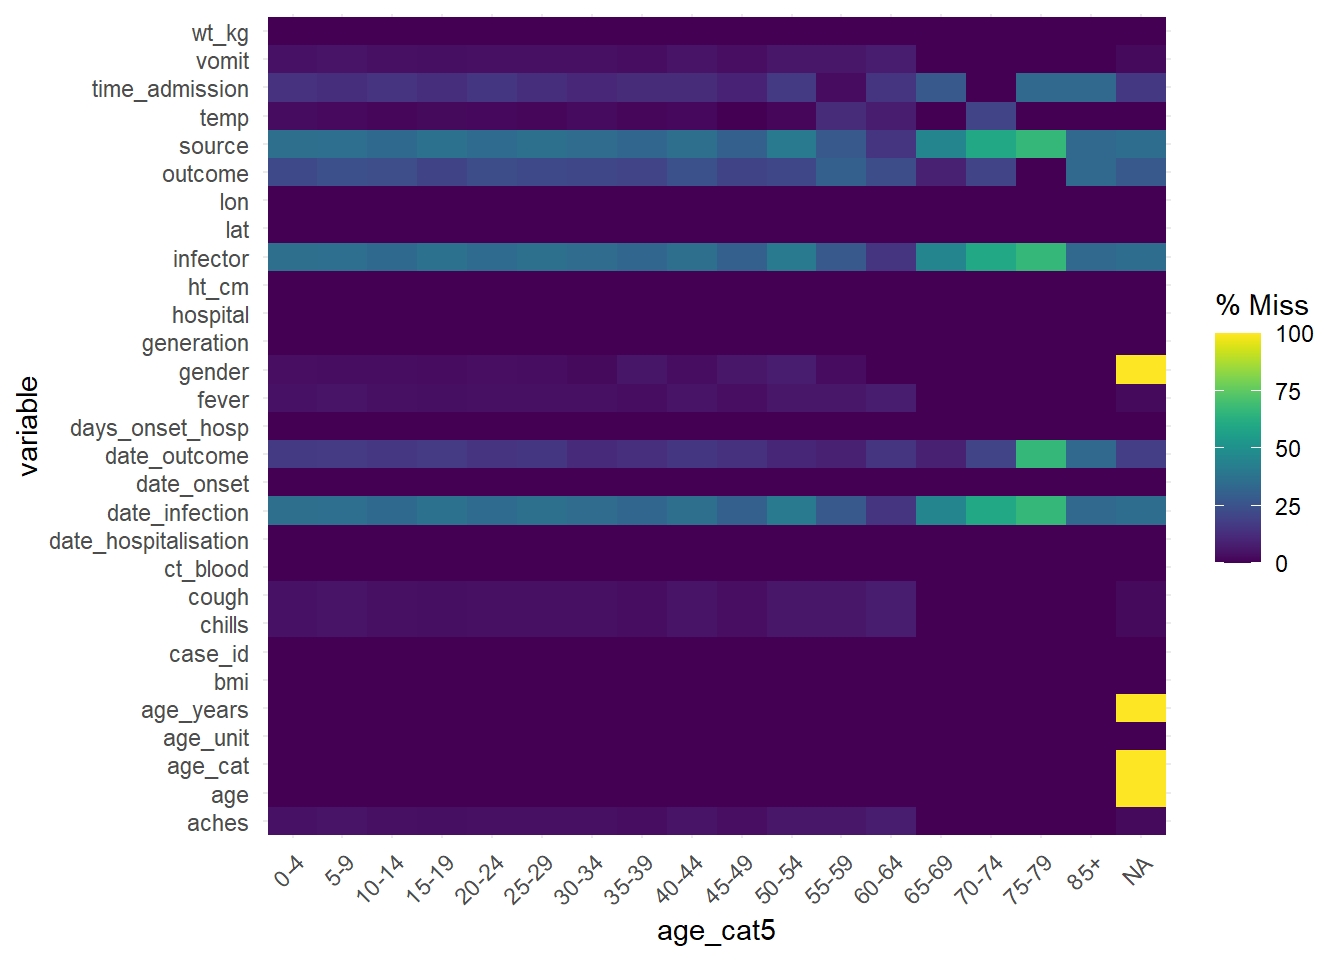 wt_kg
vomit
time_admission
temp
source
outcome
lon
lat
infector
ht_cm
hospital
generation
gender
fever
days_onset_hosp
date_outcome
date_onset
date_infection
date_hospitalisation
ct_blood
cough
chills
case_id
bmi
age_years
age_unit
age_cat
age
aches
variable
0-4
5-9
10-14
15-19
20-24
25-29
30-34
35-39
40-44
45-49
50-54
55-59
60-64
65-69
70-74
75-79
85+
NA
age_cat5
% Miss
100
75
50
25
0